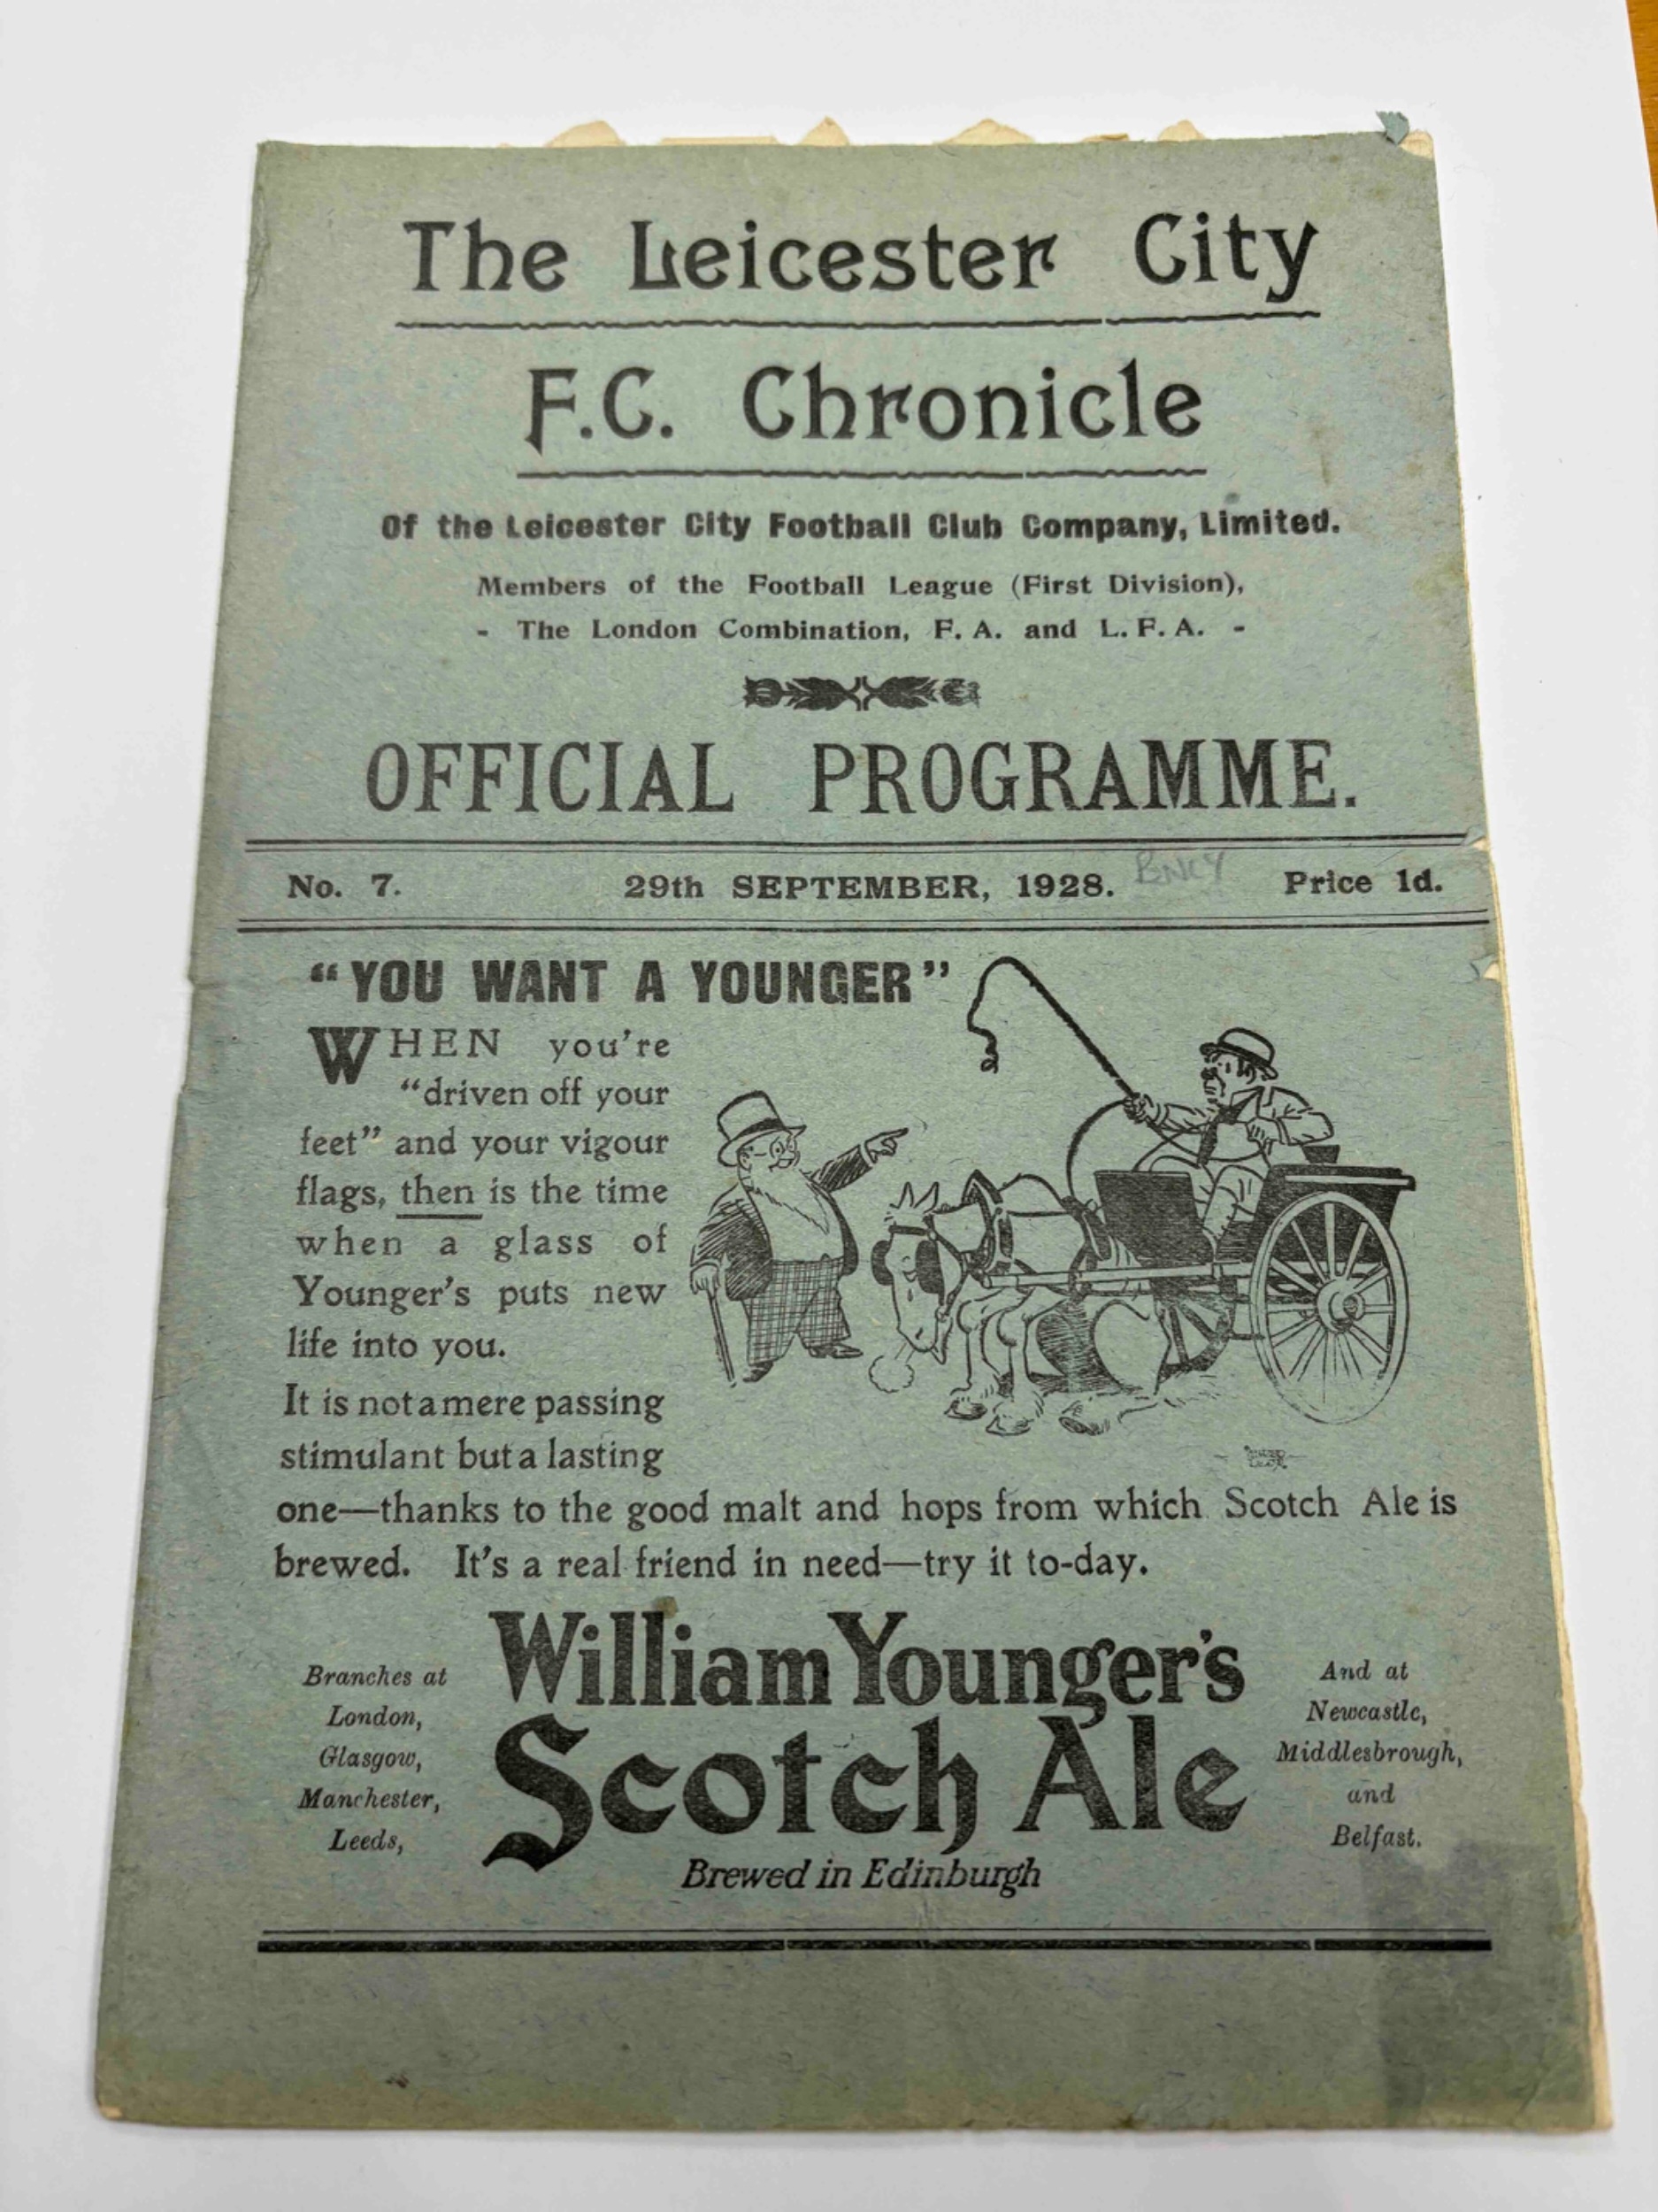 The Leicester City
F.C. Chronicle
Of the Leicester City Football Club Company, Limited.
Members of the Football League (First Division),
- The London Combination, F. A. and L. F. A. -
OFFICIAL PROGRAMME.
No. 7. 29th SEPTEMBER, 1928. Price 1d.
“YOU WANT A YOUNGER”
WHEN you're
“driven off your
feet” and your vigour
flags, then is the time
when a glass of
Younger's puts new
life into you.
It is not a mere passing
stimulant but a lasting
one—thanks to the good malt and hops from which Scotch Ale is
brewed. It's a real friend in need—try it to-day.
William Younger's
Scotch Ale
Brewed in Edinburgh
Branches at
London,
Glasgow,
Manchester,
Leeds,
And at
Newcastle,
Middlesbrough,
and
Belfast.